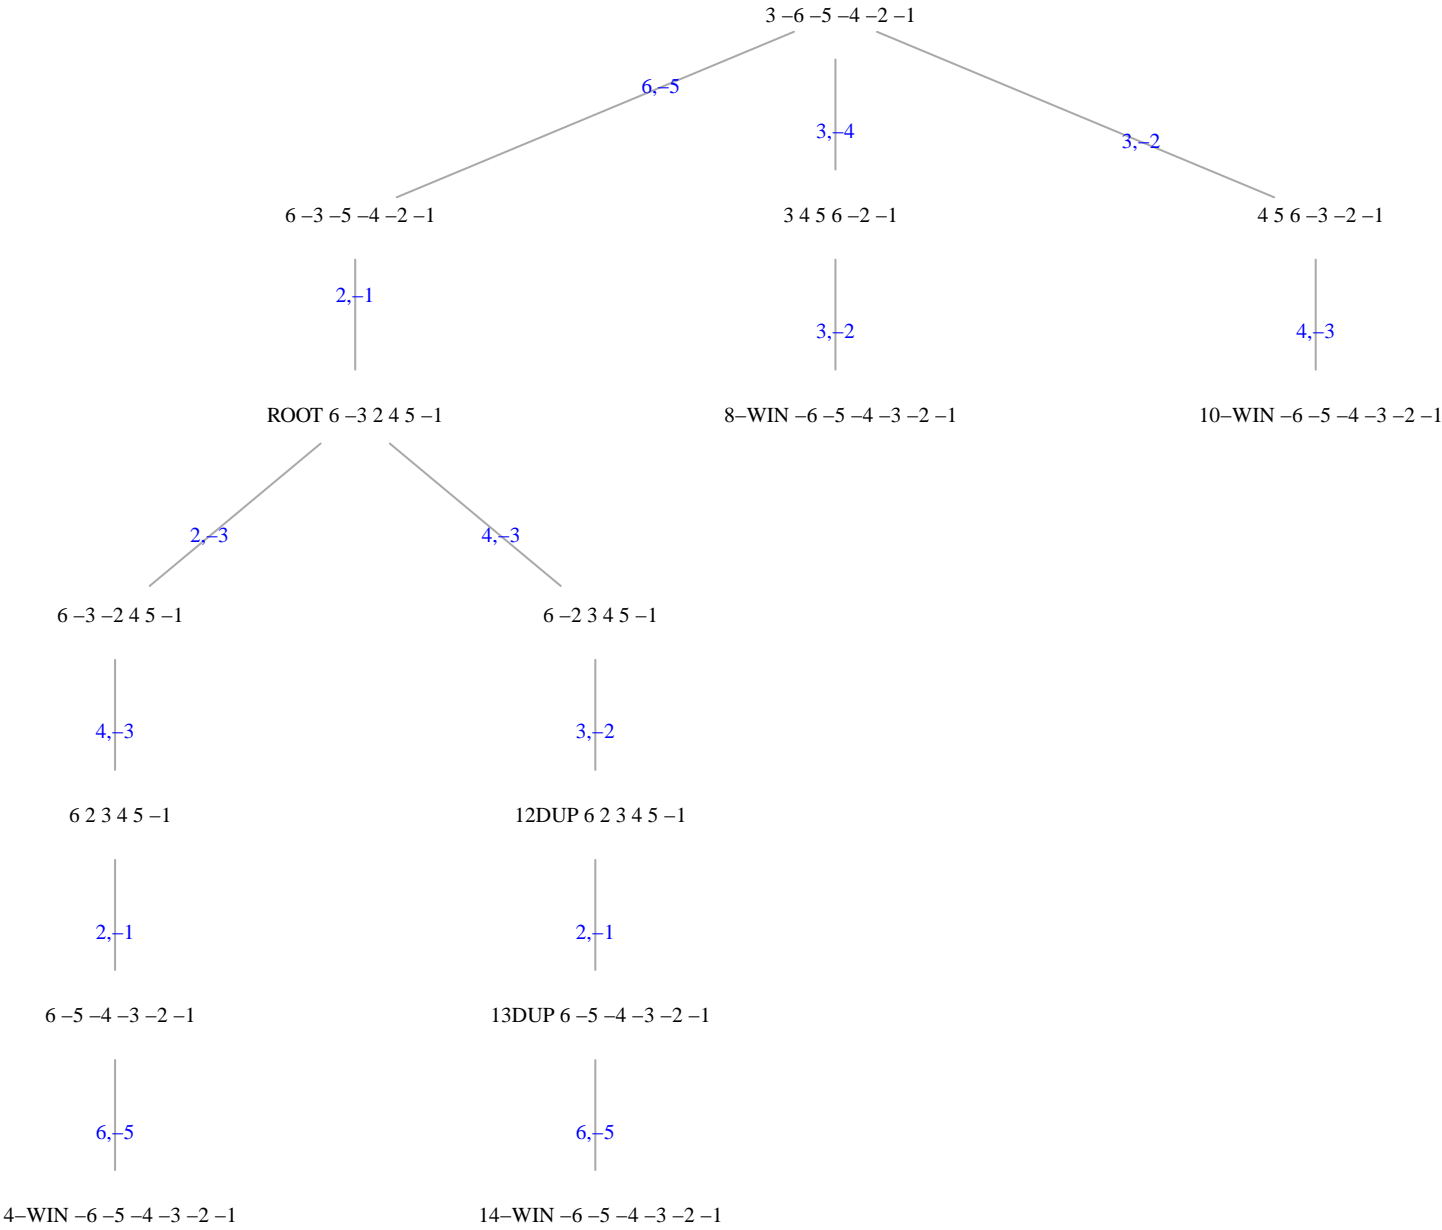 3 –6 –5 –4 –2 –1
6,–5
3,–4
3,–2
6 –3 –5 –4 –2 –1
3 4 5 6 –2 –1
4 5 6 –3 –2 –1
2,–1
3,–2
4,–3
ROOT 6 –3 2 4 5 –1
8–WIN –6 –5 –4 –3 –2 –1
10–WIN –6 –5 –4 –3 –2 –1
2,–3
4,–3
6 –3 –2 4 5 –1
6 –2 3 4 5 –1
4,–3
3,–2
6 2 3 4 5 –1
12DUP 6 2 3 4 5 –1
2,–1
2,–1
6 –5 –4 –3 –2 –1
13DUP 6 –5 –4 –3 –2 –1
6,–5
6,–5
4–WIN –6 –5 –4 –3 –2 –1
14–WIN –6 –5 –4 –3 –2 –1